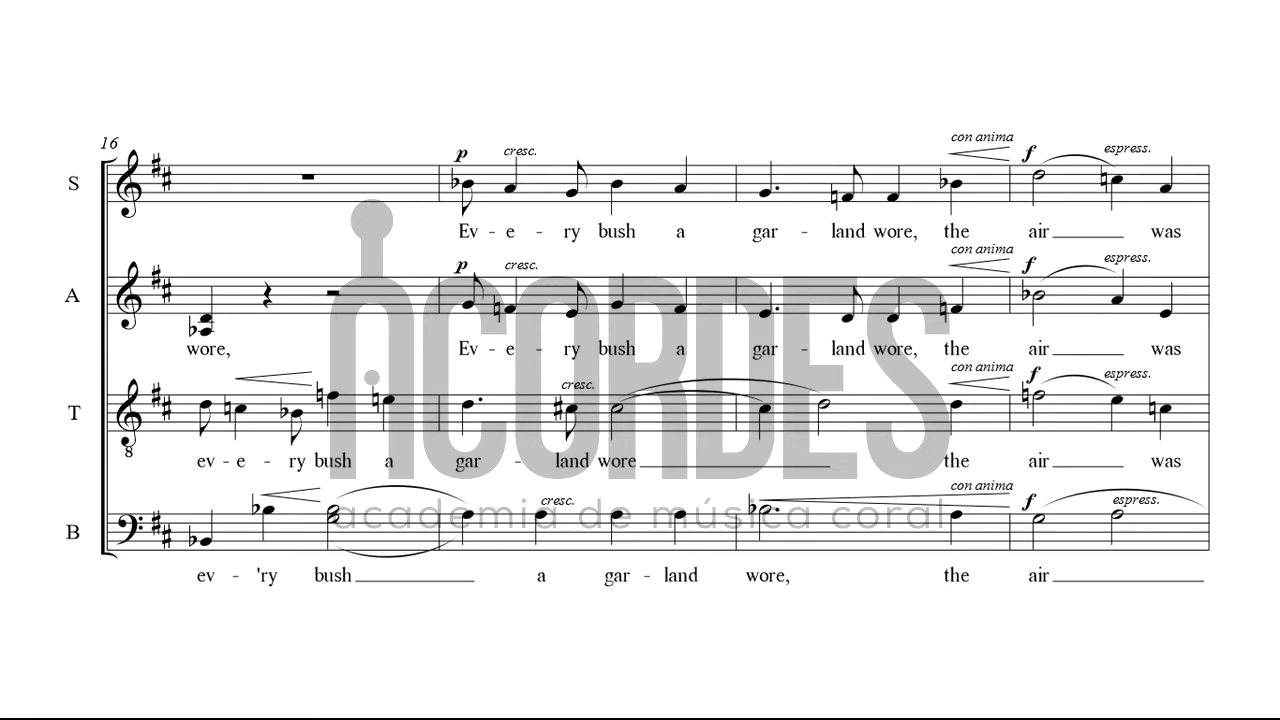 16
con anima
p cresc. f espress.
S
Ev - e - ry bush a gar - land wore, the air was
con anima
p cresc. f espress.
A
wore, Ev - e - ry bush a gar - land wore, the air was
con anima
cresc. f espress.
T
8
ev - e - ry bush a gar - land wore the air was
con anima
cresc. f espress.
ACORDES
academia de música coral
B
ev - 'ry bush a gar - land wore, the air